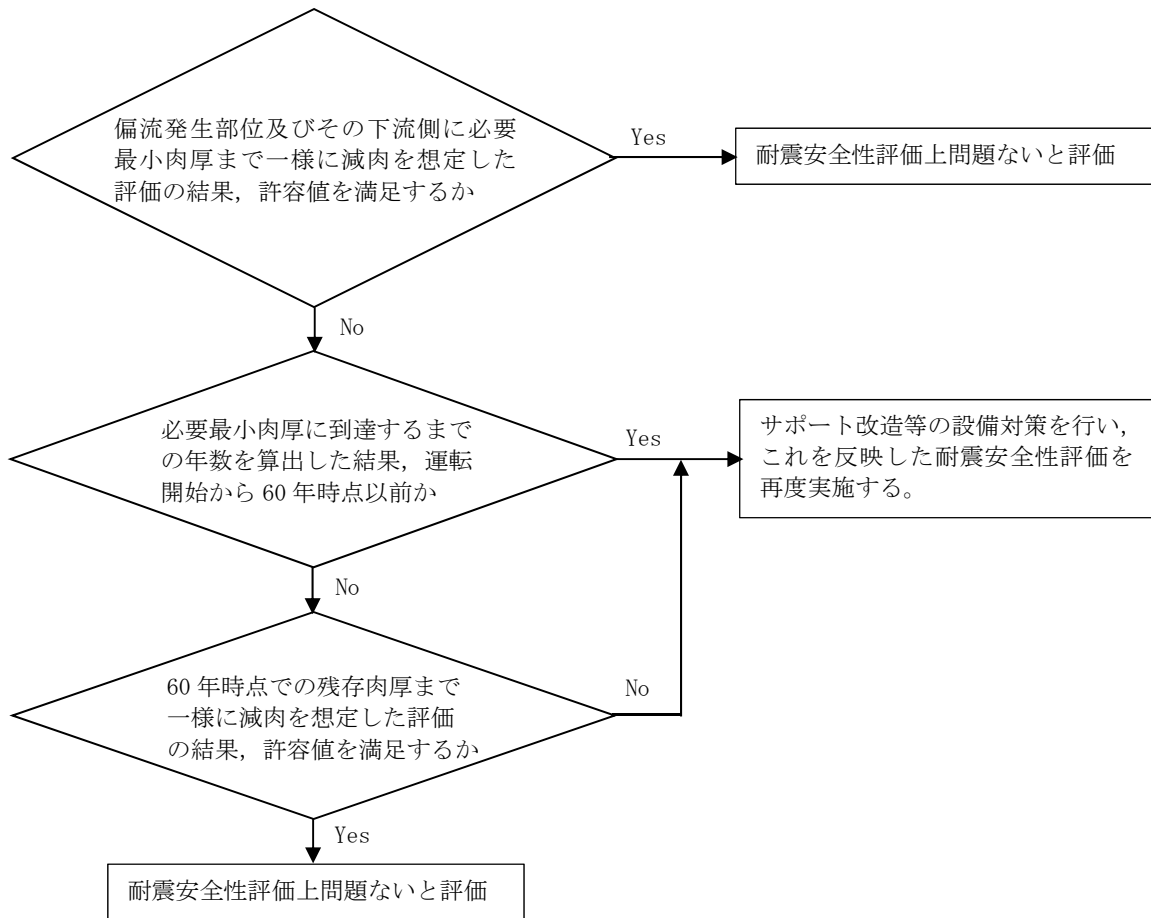 偏流発生部位及びその下流側に必要
最小肉厚まで一様に減肉を想定した
評価の結果，許容値を満足するか
Yes
耐震安全性評価上問題ないと評価
No
必要最小肉厚に到達するまで
の年数を算出した結果，運転
開始から 60 年時点以前か
Yes
サポート改造等の設備対策を行い，
これを反映した耐震安全性評価を
再度実施する。
No
60 年時点での残存肉厚まで
一様に減肉を想定した評価
の結果，許容値を満足するか
No
Yes
耐震安全性評価上問題ないと評価